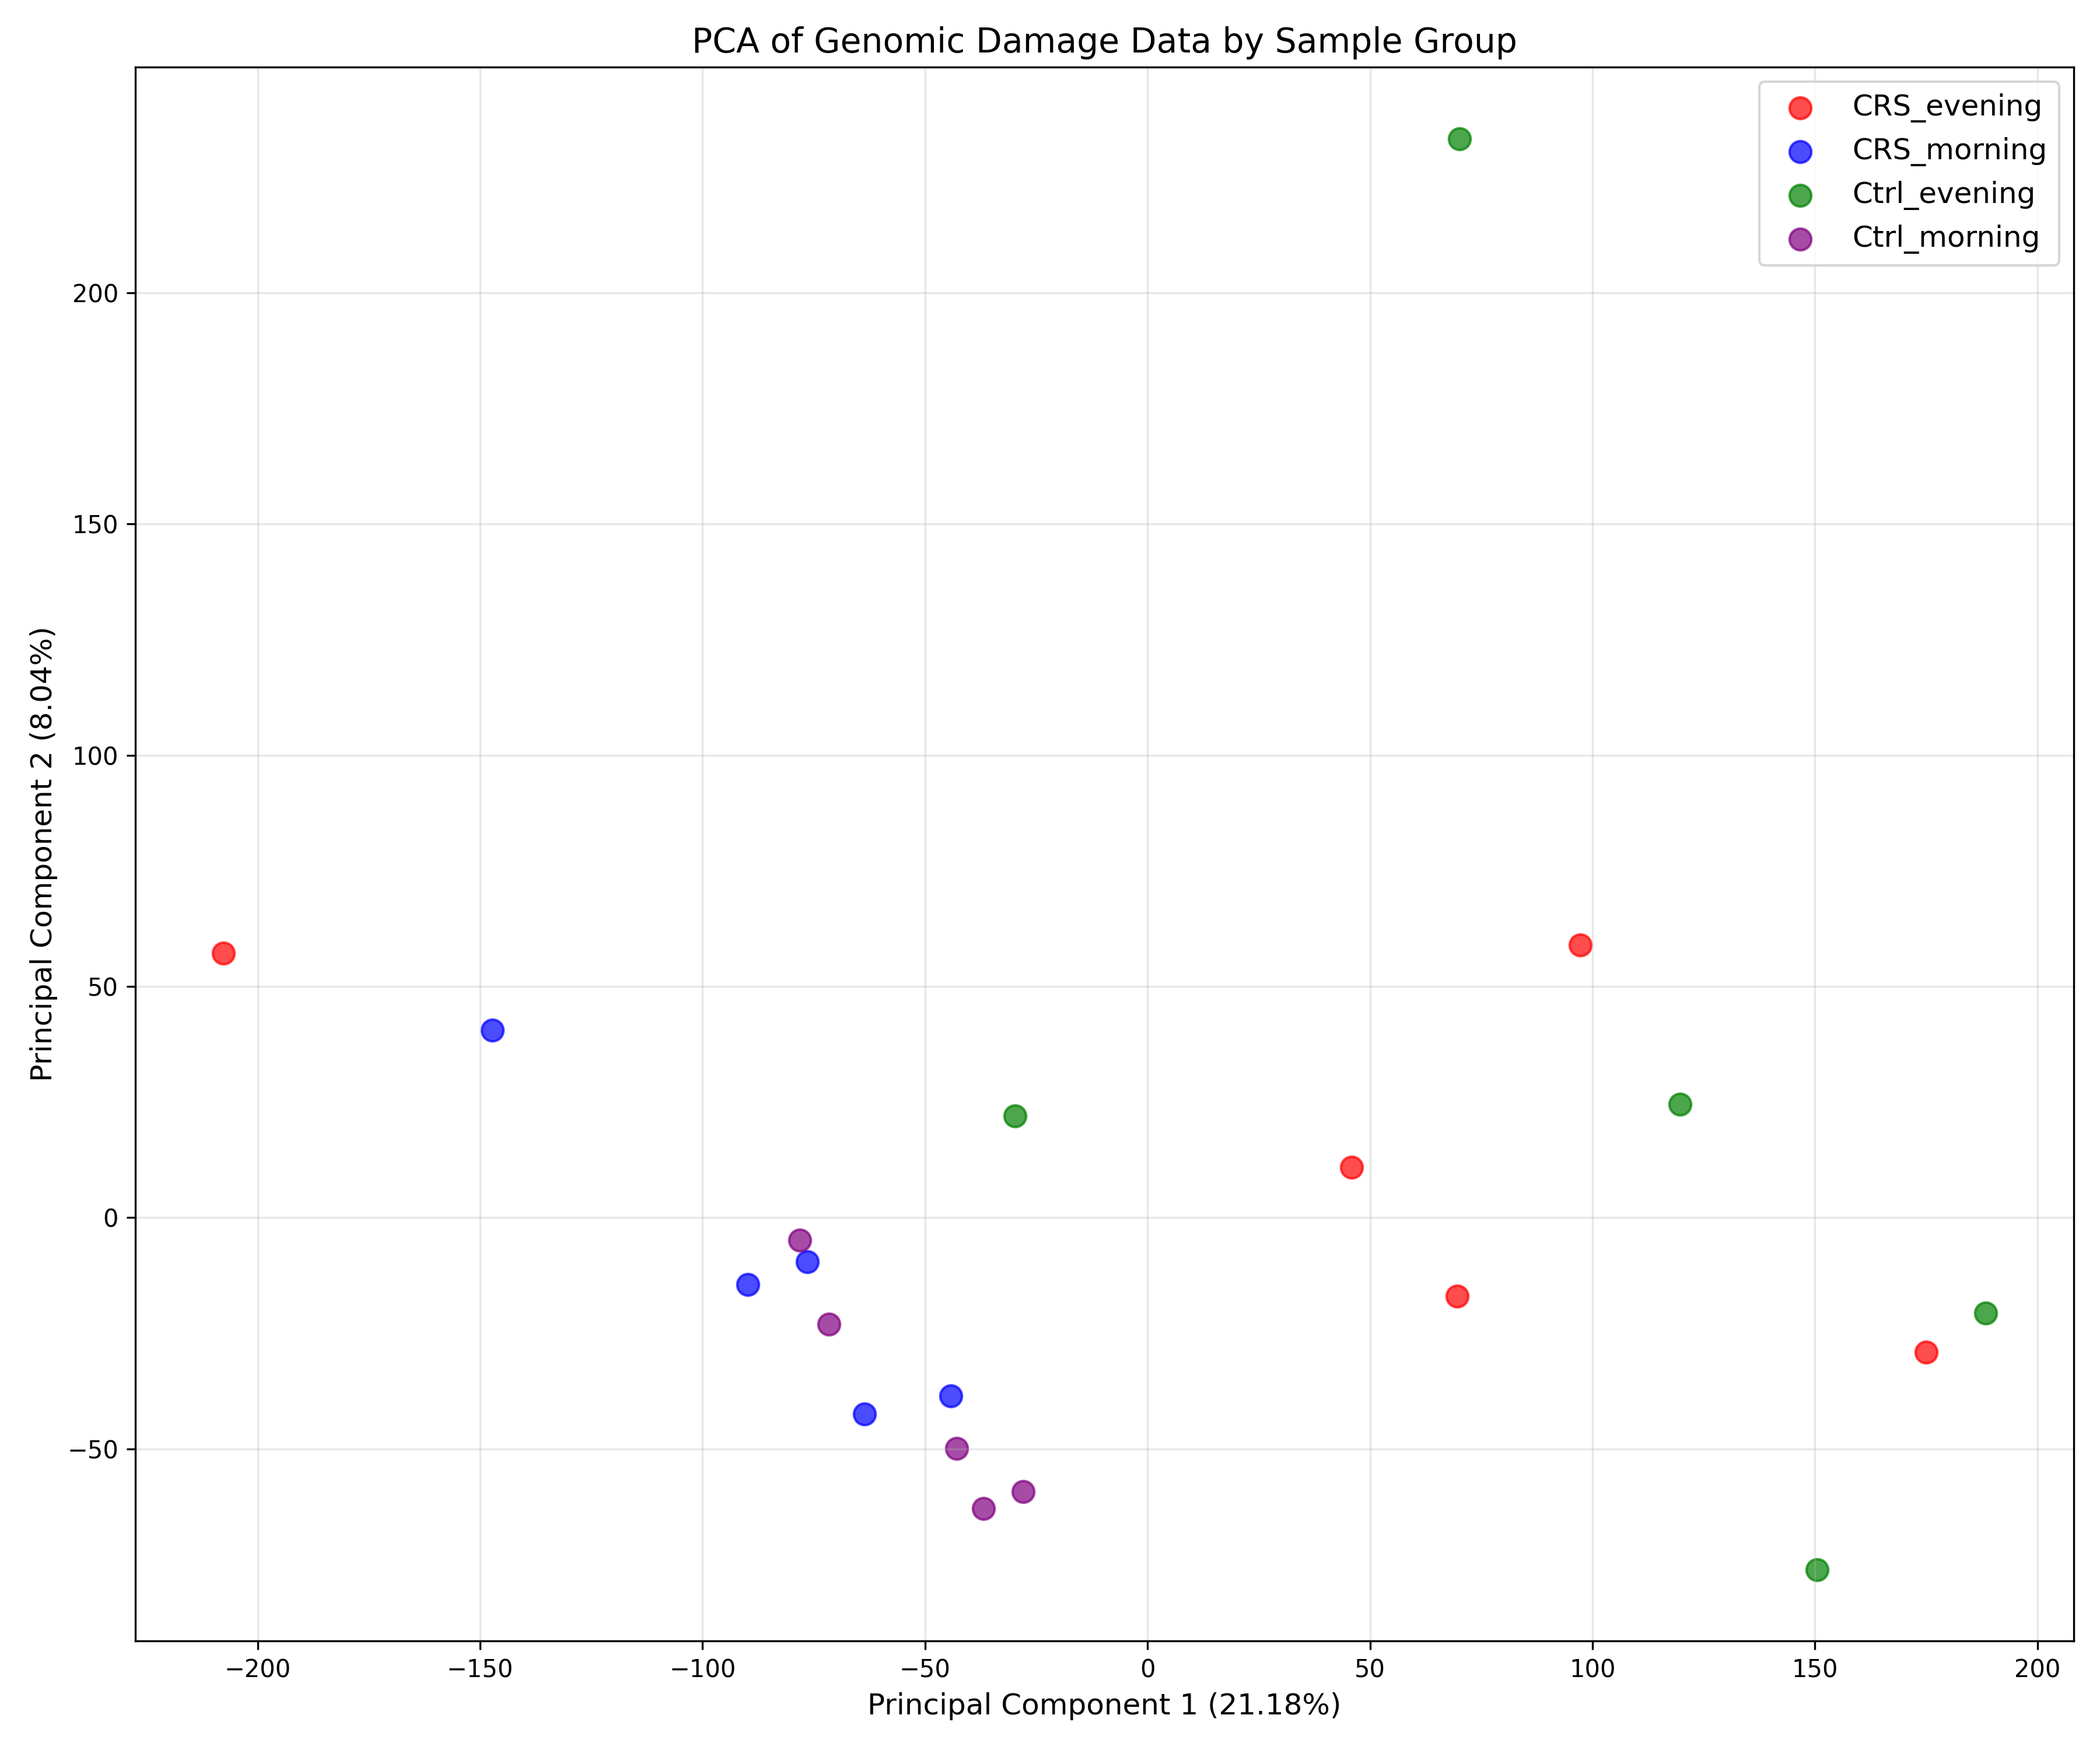 PCA of Genomic Damage Data by Sample Group
CRS_evening
CRS_morning
Ctrl_evening
Ctrl_morning
200
150
100
50
0
−50
Principal Component 2 (8.04%)
−200 −150 −100 −50 0 50 100 150 200
Principal Component 1 (21.18%)